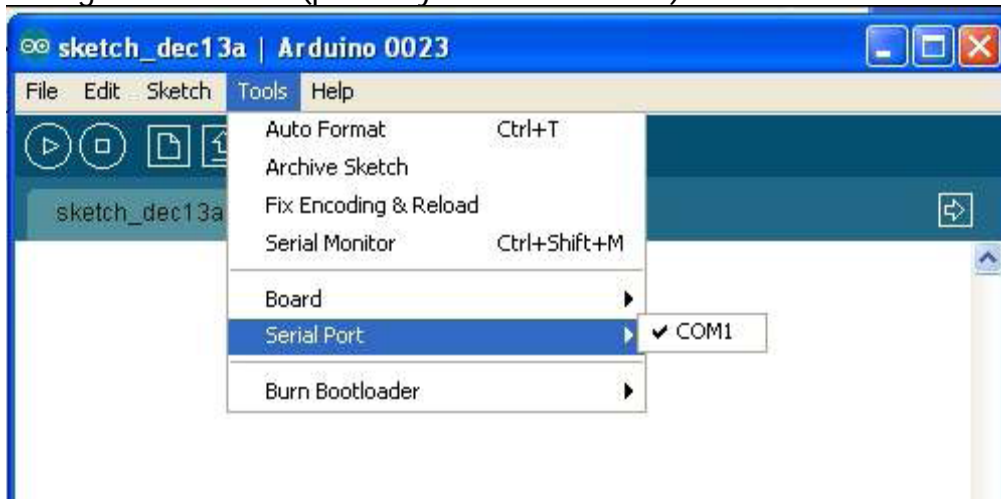 sketch_dec13a | Arduino 0023
File Edit Sketch Tools Help
Auto Format Ctrl+T
Archive Sketch
sketch_dec13a
Fix Encoding & Reload
Serial Monitor Ctrl+Shift+M
Board
Serial Port
✔ COM1
Burn Bootloader